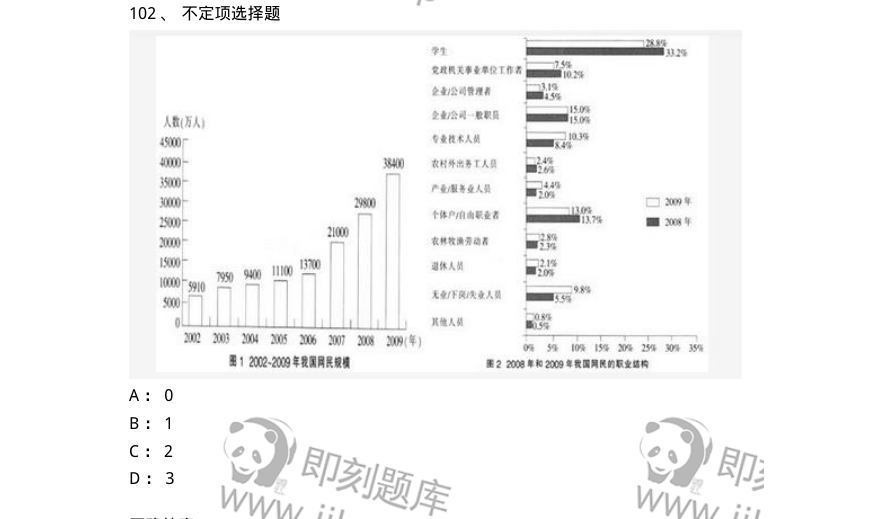 102 、 不定项选择题
人数(万人)
45000
40000
35000
30000
25000
20000
15000
10000
5000
0
5910
7950
9400
11100
13700
21000
29800
38400
2002 2003 2004 2005 2006 2007 2008 2009 (年)
图1 2002-2009年我国网民规模
学生 28.8% 33.2%
党政机关事业单位工作者 7.5% 10.2%
企业/公司管理者 3.1% 4.5%
企业/公司一般职员 15.0% 15.0%
专业技术人员 10.3% 8.4%
农村外出务工人员 2.4% 2.6%
产业/服务业人员 4.4% 2.0%
个体户/自由职业者 13.0% 13.7%
农林牧渔劳动者 2.8% 2.3%
退休人员 2.1% 2.0%
无业/下岗/失业人员 9.8% 5.5%
其他人员 0.8% 0.5%
2009 年
2008 年
0% 5% 10% 15% 20% 25% 30% 35%
图2 2008年和2009年我国网民的职业结构
A： 0
B： 1
C： 2
D： 3
即刻题库
即刻